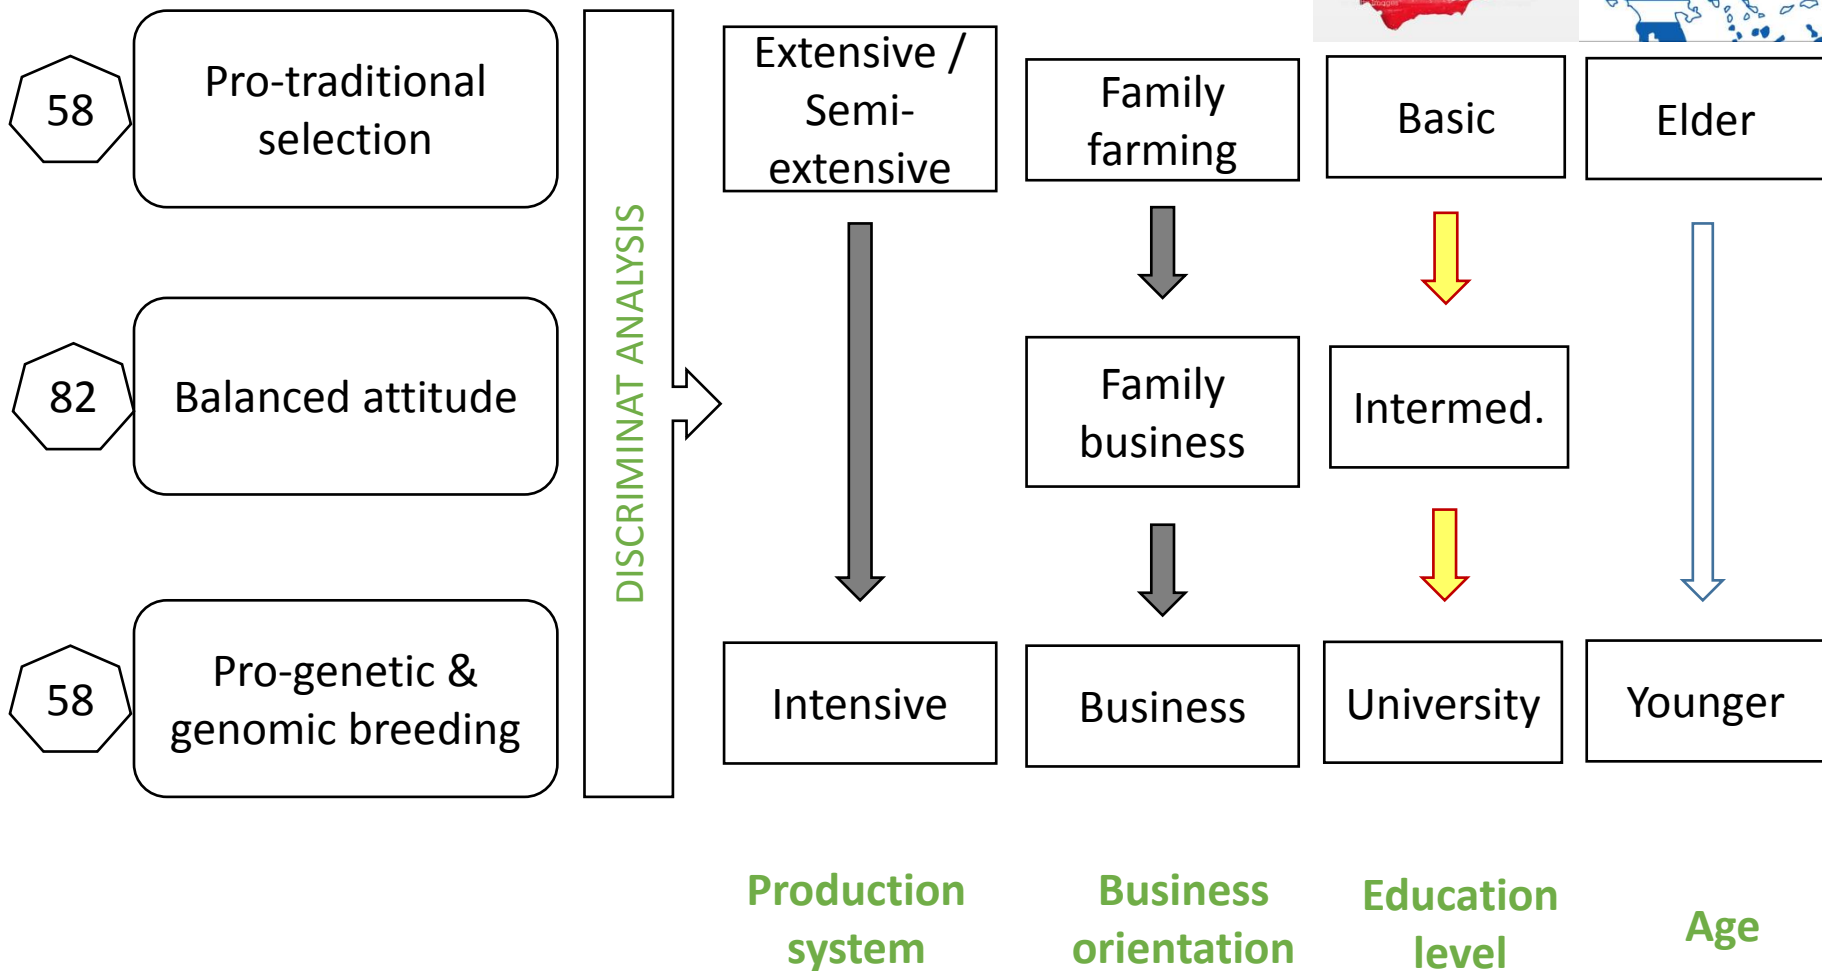 58
Pro-traditional
selection
Extensive /
Semi-
extensive
Family
farming
Basic
Elder
DISCRIMINAT ANALYSIS
82
Balanced attitude
Family
business
Intermed.
58
Pro-genetic &
genomic breeding
Intensive
Business
University
Younger
Production
system
Business
orientation
Education
level
Age